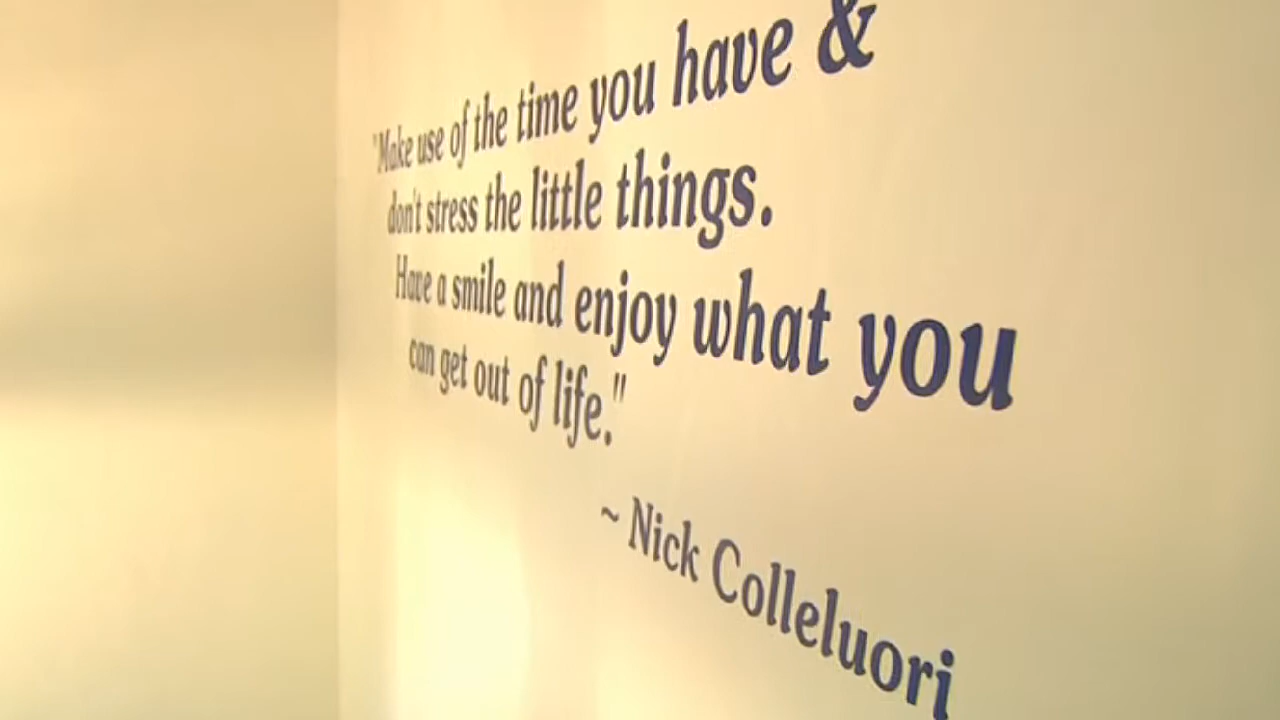 "Make use of the time you have &
don't stress the little things.
Have a smile and enjoy what you
can get out of life."
~ Nick Colleluori